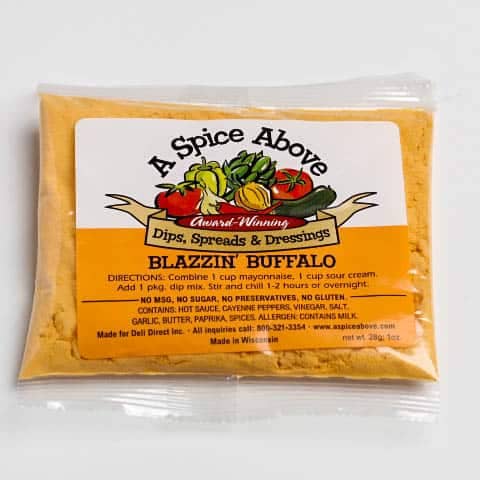 A Spice Above
Award-Winning
Dips, Spreads & Dressings
BLAZZIN' BUFFALO
DIRECTIONS: Combine 1 cup mayonnaise, 1 cup sour cream.
Add 1 pkg. dip mix. Stir and chill 1-2 hours or overnight.
NO MSG, NO SUGAR, NO PRESERVATIVES, NO GLUTEN.
CONTAINS: HOT SAUCE, CAYENNE PEPPERS, VINEGAR, SALT,
GARLIC, BUTTER, PAPRIKA, SPICES, ALLERGEN: CONTAINS MILK.
Made for Deli Direct Inc. • All inquiries call: 800-321-3354 • www.aspiceabove.com
Made in Wisconsin
net wt. 28g; 1oz.